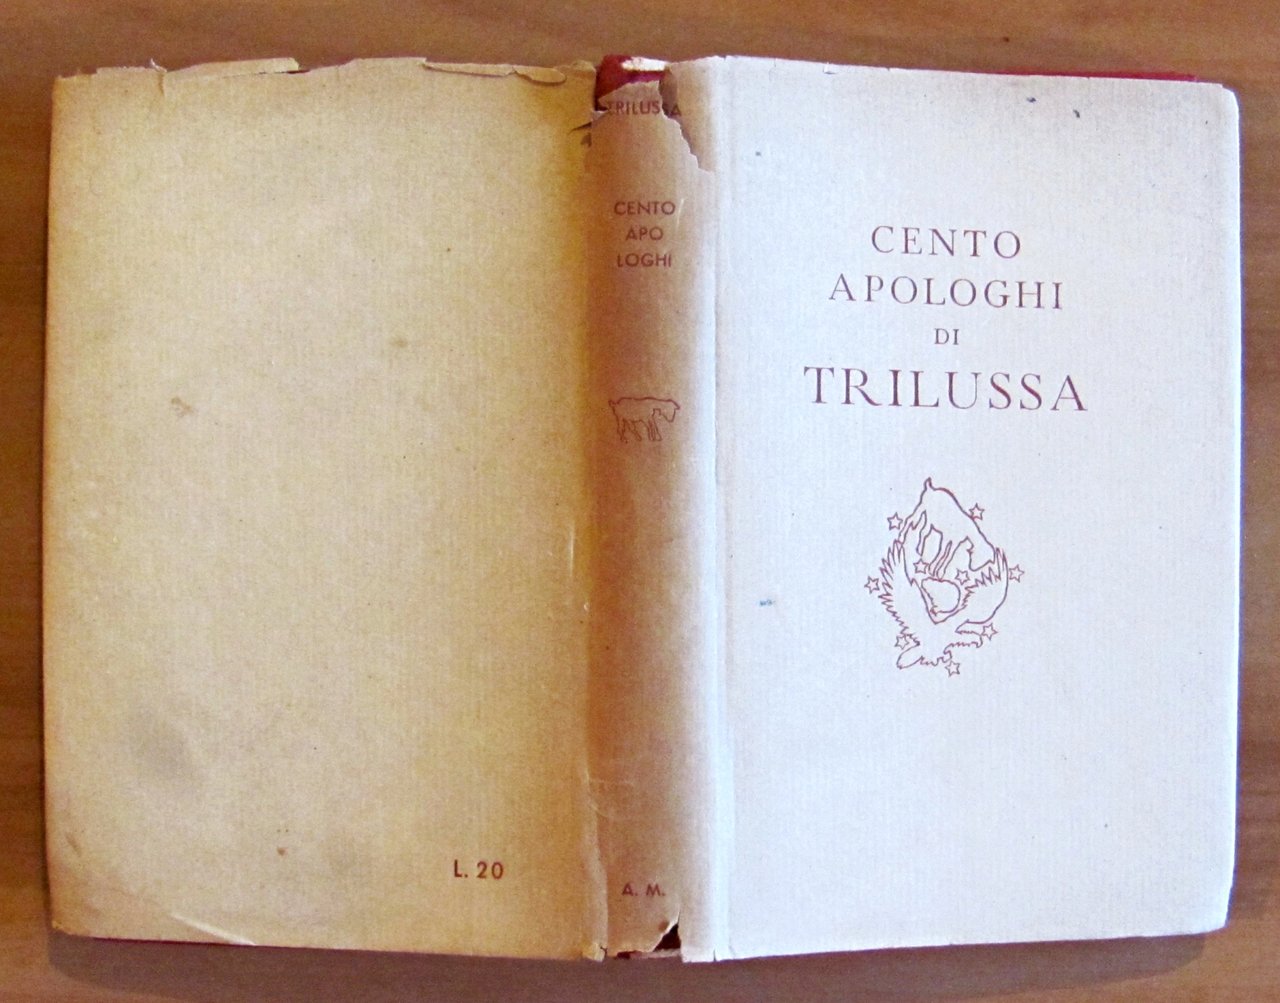 L. 20
TRILUSSA
CENTO
APO
LOGHI
A. M.
CENTO
APOLOGHI
DI
TRILUSSA